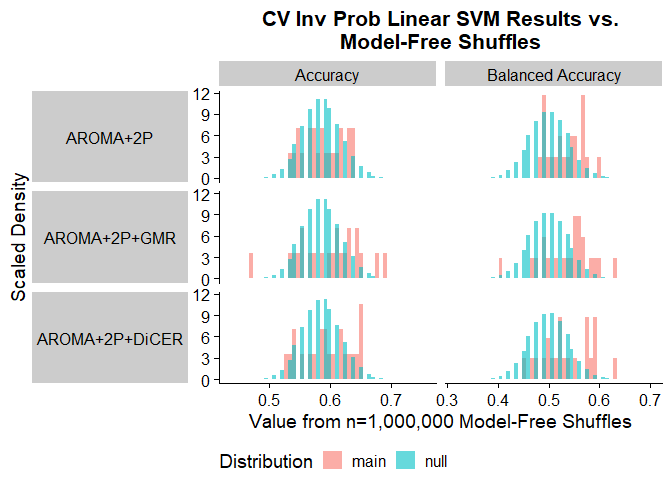 CV Inv Prob Linear SVM Results vs.
Model-Free Shuffles
Accuracy
Balanced Accuracy
Scaled Density
AROMA+2P
12
9
6
3
0
AROMA+2P+GMR
12
9
6
3
0
AROMA+2P+DiCER
12
9
6
3
0
0.5 0.6 0.7
0.3 0.4 0.5 0.6 0.7
Value from n=1,000,000 Model-Free Shuffles
Distribution main null